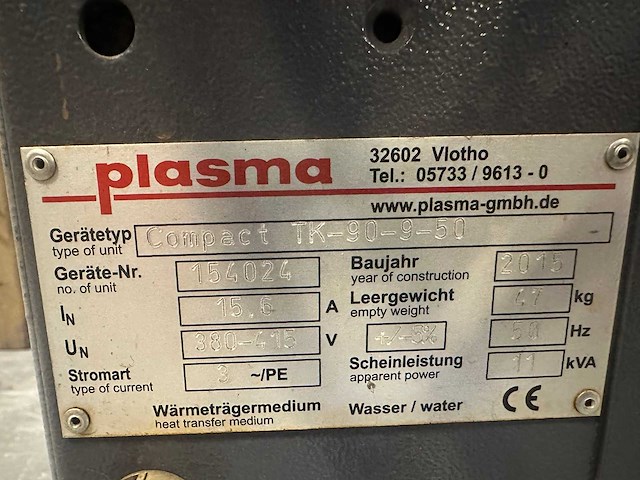 plasma
32602 Vlotho
Tel.: 05733 / 9613 - 0
www.plasma-gmbh.de
Gerätetyp Compact TK-90-9-50
type of unit
Geräte-Nr. 154024
no. of unit
Baujahr 2015
year of construction
IN 15.6 A
Leergewicht 47 kg
empty weight
UN 380-415 V +/-5% 50 Hz
Stromart 3 ~/PE
type of current
Scheinleistung 11 kVA
apparent power
Wärmeträgermedium Wasser / water
heat transfer medium
CE